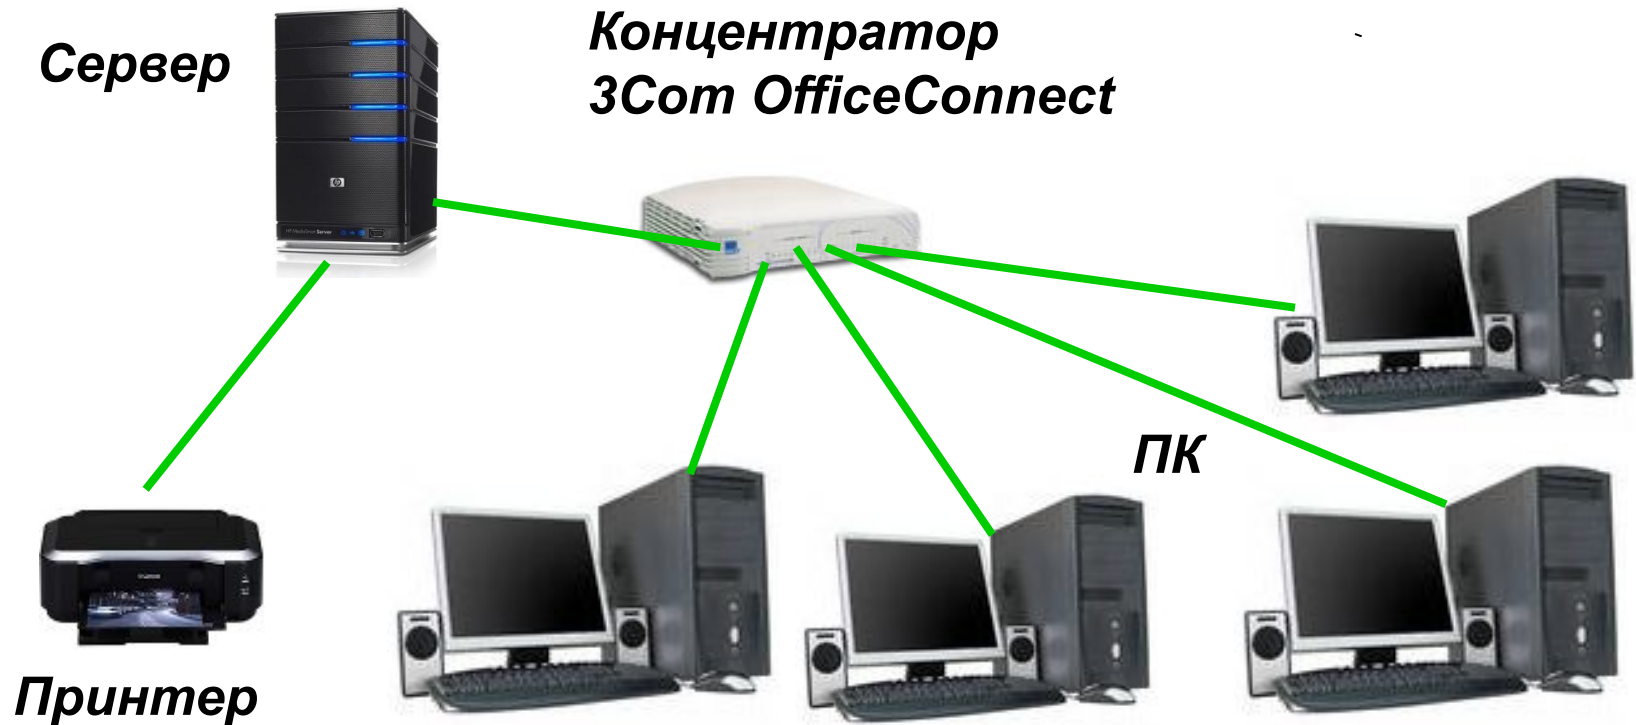 Сервер
Концентратор
3Com OfficeConnect
ПК
Принтер